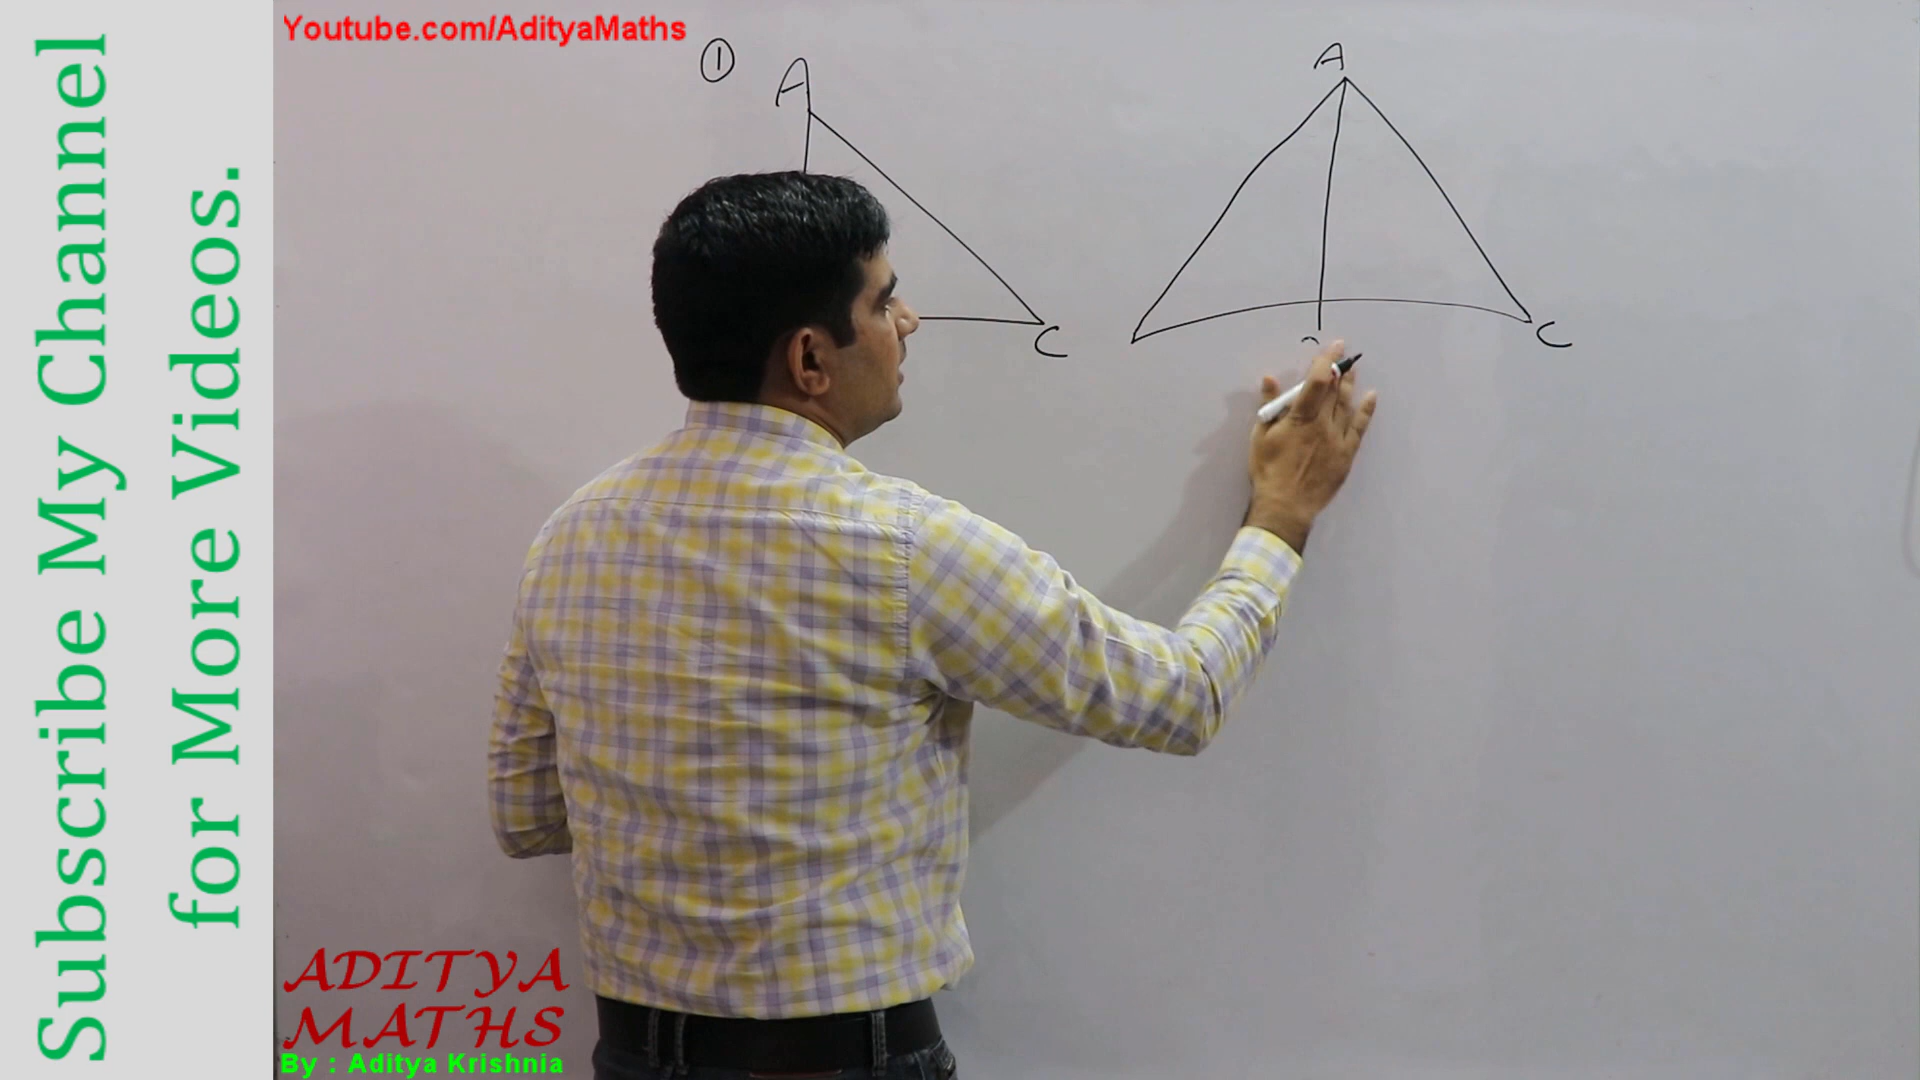 Subscribe My Channel
for More Videos.
Youtube.com/AdityaMaths
①
A
C
A
C
ADITYA
MATHS
By : Aditya Krishnia